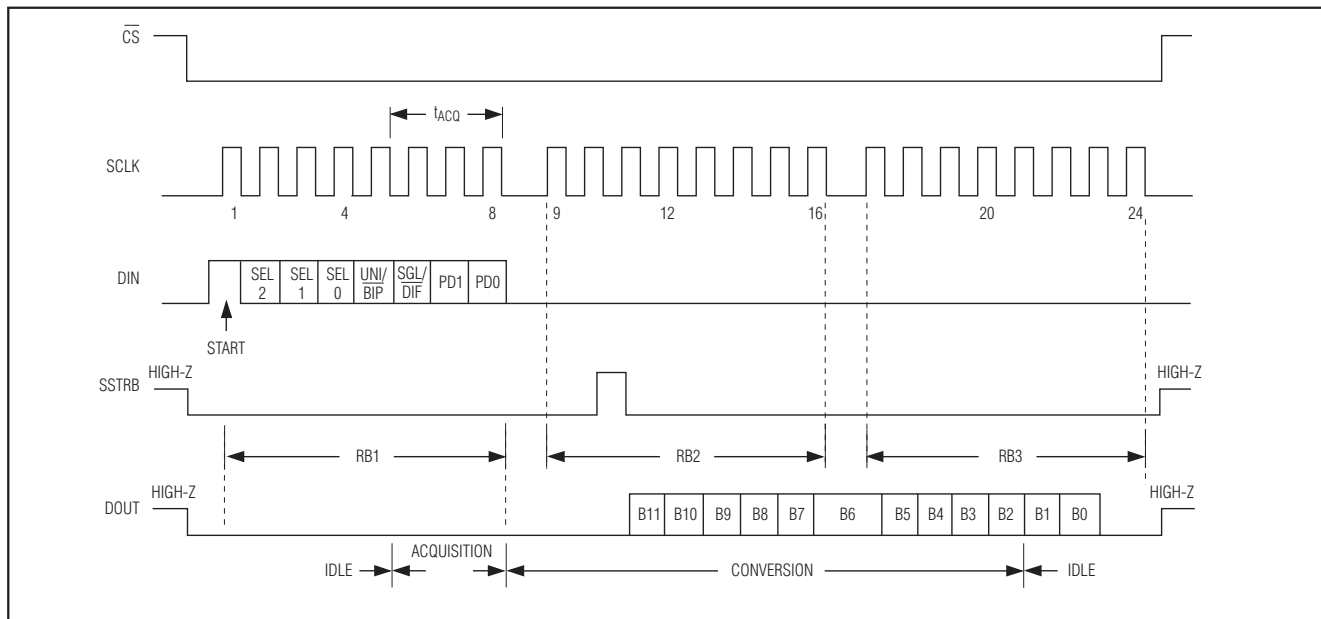 CS
tACQ
SCLK
1 4 8 9 12 16 20 24
DIN
SEL 2
SEL 1
SEL 0
UNI/ BIP
SGL/ DIF
PD1
PD0
START
SSTRB
HIGH-Z
HIGH-Z
RB1
RB2
RB3
DOUT
HIGH-Z
HIGH-Z
B11 B10 B9 B8 B7 B6 B5 B4 B3 B2 B1 B0
IDLE
ACQUISITION
CONVERSION
IDLE